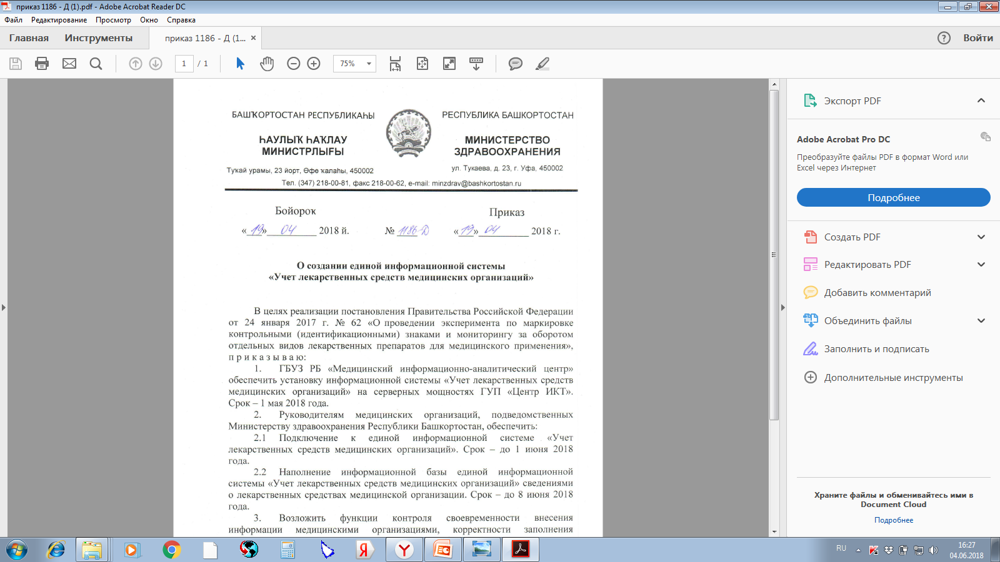 приказ 1186 - Д (1).pdf - Adobe Acrobat Reader DC
Файл Редактирование Просмотр Окно Справка
Главная Инструменты приказ 1186 - Д (1... × Войти
1 / 1 75%
БАШҠОРТОСТАН РЕСПУБЛИКАҺЫ
ҺАУЛЫҠ ҺАҠЛАУ
МИНИСТРЛЫҒЫ
Туҡай урамы, 23 йорт, Өфө ҡалаһы, 450002
РЕСПУБЛИКА БАШКОРТОСТАН
МИНИСТЕРСТВО
ЗДРАВООХРАНЕНИЯ
ул. Тукаева, д. 23, г. Уфа, 450002
Тел. (347) 218-00-81, факс 218-00-62, e-mail: minzdrav@bashkortostan.ru
Бойороҡ Приказ
«19» 04 2018 й. № 1186-Д «19» 04 2018 г.
О создании единой информационной системы
«Учет лекарственных средств медицинских организаций»
В целях реализации постановления Правительства Российской Федерации
от 24 января 2017 г. № 62 «О проведении эксперимента по маркировке
контрольными (идентификационными) знаками и мониторингу за оборотом
отдельных видов лекарственных препаратов для медицинского применения»,
п р и к а з ы в а ю:
1. ГБУЗ РБ «Медицинский информационно-аналитический центр»
обеспечить установку информационной системы «Учет лекарственных средств
медицинских организаций» на серверных мощностях ГУП «Центр ИКТ».
Срок – 1 мая 2018 года.
2. Руководителям медицинских организаций, подведомственных
Министерству здравоохранения Республики Башкортостан, обеспечить:
2.1 Подключение к единой информационной системе «Учет
лекарственных средств медицинских организаций». Срок – до 1 июня 2018
года.
2.2 Наполнение информационной базы единой информационной
системы «Учет лекарственных средств медицинских организаций» сведениями
о лекарственных средствах медицинской организации. Срок – до 8 июня 2018
года.
3. Возложить функции контроля своевременности внесения
информации медицинскими организациями, корректности заполнения
Экспорт PDF
Adobe Acrobat Pro DC
Преобразуйте файлы PDF в формат Word или
Excel через Интернет
Подробнее
Создать PDF
Редактировать PDF
Добавить комментарий
Объединить файлы
Заполнить и подписать
Дополнительные инструменты
Храните файлы и обменивайтесь ими в
Document Cloud
Подробнее
RU
16:27
04.06.2018